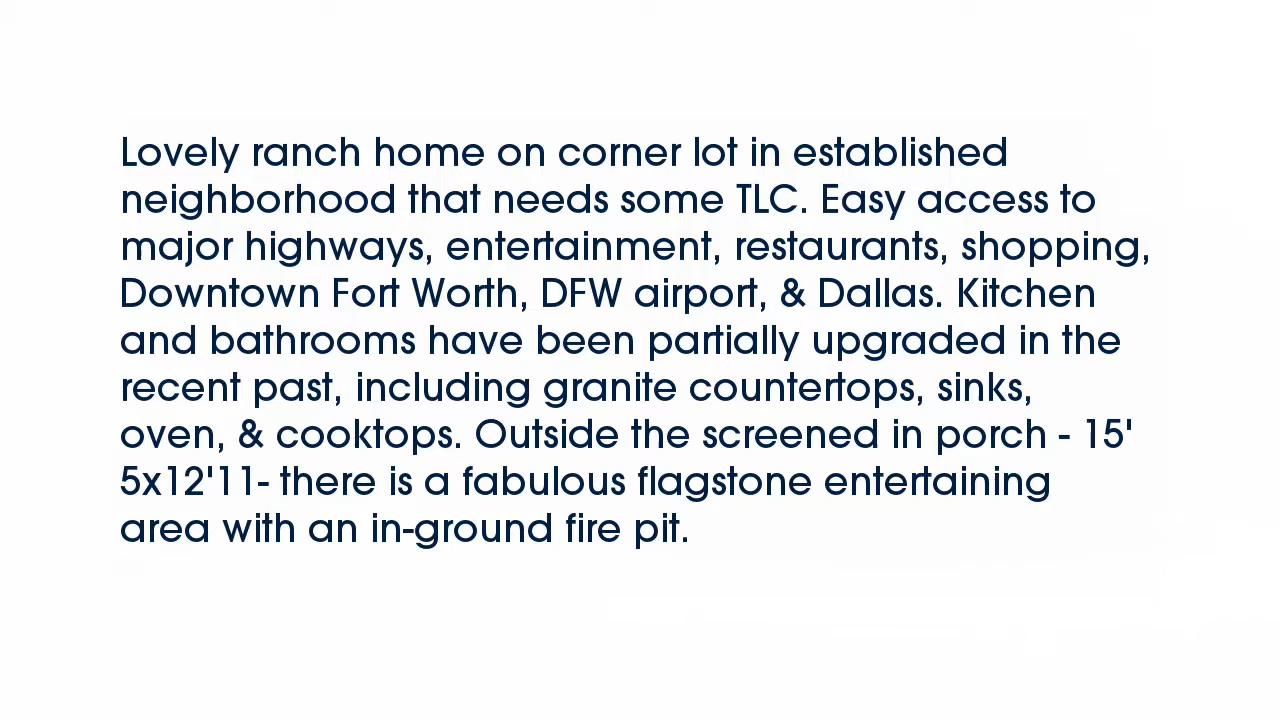 Lovely ranch home on corner lot in established
neighborhood that needs some TLC. Easy access to
major highways, entertainment, restaurants, shopping,
Downtown Fort Worth, DFW airport, & Dallas. Kitchen
and bathrooms have been partially upgraded in the
recent past, including granite countertops, sinks,
oven, & cooktops. Outside the screened in porch - 15'
5x12'11- there is a fabulous flagstone entertaining
area with an in-ground fire pit.